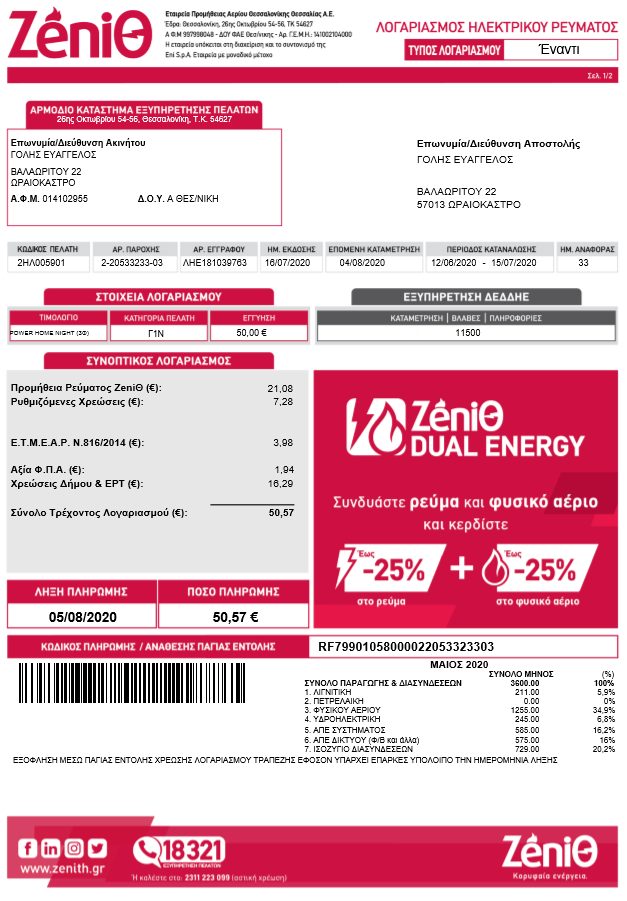 ZéniΘ
Εταιρεία Προμήθειας Αερίου Θεσσαλονίκης Θεσσαλίας Α.Ε.
Έδρα: Θεσσαλονίκη, 26ης Οκτωβρίου 54-56, ΤΚ 54627
Α ΦΜ 997998048 - ΔΟΥ ΦΑΕ Θεσ/νίκης - Αρ. Γ.Ε.Μ.Η.: 141002104000
Η εταιρεία υπόκειται στη διαχείριση και το συντονισμό της
Eni S.p.A. Εταιρεία με μοναδικό μέτοχο
ΛΟΓΑΡΙΑΣΜΟΣ ΗΛΕΚΤΡΙΚΟΥ ΡΕΥΜΑΤΟΣ
ΤΥΠΟΣ ΛΟΓΑΡΙΑΣΜΟΥ Έναντι
Σελ. 1/2
ΑΡΜΟΔΙΟ ΚΑΤΑΣΤΗΜΑ ΕΞΥΠΗΡΕΤΗΣΗΣ ΠΕΛΑΤΩΝ
26ης Οκτωβρίου 54-56, Θεσσαλονίκη, Τ.Κ. 54627
Επωνυμία/Διεύθυνση Ακινήτου
ΓΟΛΗΣ ΕΥΑΓΓΕΛΟΣ
ΒΑΛΑΩΡΙΤΟΥ 22
ΩΡΑΙΟΚΑΣΤΡΟ
Α.Φ.Μ. 014102955 Δ.Ο.Υ. Α ΘΕΣ/ΝΙΚΗ
Επωνυμία/Διεύθυνση Αποστολής
ΓΟΛΗΣ ΕΥΑΓΓΕΛΟΣ
ΒΑΛΑΩΡΙΤΟΥ 22
57013 ΩΡΑΙΟΚΑΣΤΡΟ
ΚΩΔΙΚΟΣ ΠΕΛΑΤΗ ΑΡ. ΠΑΡΟΧΗΣ ΑΡ. ΕΓΓΡΑΦΟΥ ΗΜ. ΕΚΔΟΣΗΣ ΕΠΟΜΕΝΗ ΚΑΤΑΜΕΤΡΗΣΗ ΠΕΡΙΟΔΟΣ ΚΑΤΑΝΑΛΩΣΗΣ ΗΜ. ΑΝΑΦΟΡΑΣ
2ΗΛ005901 2-20533233-03 ΛΗΕ181039763 16/07/2020 04/08/2020 12/06/2020 - 15/07/2020 33
ΣΤΟΙΧΕΙΑ ΛΟΓΑΡΙΑΣΜΟΥ
ΤΙΜΟΛΟΓΙΟ ΚΑΤΗΓΟΡΙΑ ΠΕΛΑΤΗ ΕΓΓΥΗΣΗ
POWER HOME NIGHT (3Φ) Γ1Ν 50,00 €
ΕΞΥΠΗΡΕΤΗΣΗ ΔΕΔΔΗΕ
ΚΑΤΑΜΕΤΡΗΣΗ | ΒΛΑΒΕΣ | ΠΛΗΡΟΦΟΡΙΕΣ
11500
ΣΥΝΟΠΤΙΚΟΣ ΛΟΓΑΡΙΑΣΜΟΣ
Προμήθεια Ρεύματος ZeniΘ (€): 21,08
Ρυθμιζόμενες Χρεώσεις (€): 7,28
Ε.Τ.Μ.Ε.Α.Ρ. Ν.816/2014 (€): 3,98
Αξία Φ.Π.Α. (€): 1,94
Χρεώσεις Δήμου & ΕΡΤ (€): 16,29
Σύνολο Τρέχοντος Λογαριασμού (€): 50,57
ZéniΘ
DUAL ENERGY
Συνδυάστε ρεύμα και φυσικό αέριο
και κερδίστε
Έως -25% στο ρεύμα
+
Έως -25% στο φυσικό αέριο
ΛΗΞΗ ΠΛΗΡΩΜΗΣ ΠΟΣΟ ΠΛΗΡΩΜΗΣ
05/08/2020 50,57 €
ΚΩΔΙΚΟΣ ΠΛΗΡΩΜΗΣ / ΑΝΑΘΕΣΗΣ ΠΑΓΙΑΣ ΕΝΤΟΛΗΣ RF79901058000022053323303
ΜΑΙΟΣ 2020
ΣΥΝΟΛΟ ΜΗΝΟΣ (%)
ΣΥΝΟΛΟ ΠΑΡΑΓΩΓΗΣ & ΔΙΑΣΥΝΔΕΣΕΩΝ 3600.00 100%
1. ΛΙΓΝΙΤΙΚΗ 211.00 5,9%
2. ΠΕΤΡΕΛΑΙΚΗ 0.00 0%
3. ΦΥΣΙΚΟΥ ΑΕΡΙΟΥ 1255.00 34,9%
4. ΥΔΡΟΗΛΕΚΤΡΙΚΗ 245.00 6,8%
5. ΑΠΕ ΣΥΣΤΗΜΑΤΟΣ 585.00 16,2%
6. ΑΠΕ ΔΙΚΤΥΟΥ (Φ/Β και άλλα) 575.00 16%
7. ΙΣΟΖΥΓΙΟ ΔΙΑΣΥΝΔΕΣΕΩΝ 729.00 20,2%
ΕΞΟΦΛΗΣΗ ΜΕΣΩ ΠΑΓΙΑΣ ΕΝΤΟΛΗΣ ΧΡΕΩΣΗΣ ΛΟΓΑΡΙΑΣΜΟΥ ΤΡΑΠΕΖΗΣ ΕΦΟΣΟΝ ΥΠΑΡΧΕΙ ΕΠΑΡΚΕΣ ΥΠΟΛΟΙΠΟ ΤΗΝ ΗΜΕΡΟΜΗΝΙΑ ΛΗΞΗΣ
www.zenith.gr
18321
ΕΞΥΠΗΡΕΤΗΣΗ ΠΕΛΑΤΩΝ
Ή καλέστε στο: 2311 223 099 (αστική χρέωση)
ZéniΘ
Κορυφαία ενέργεια.